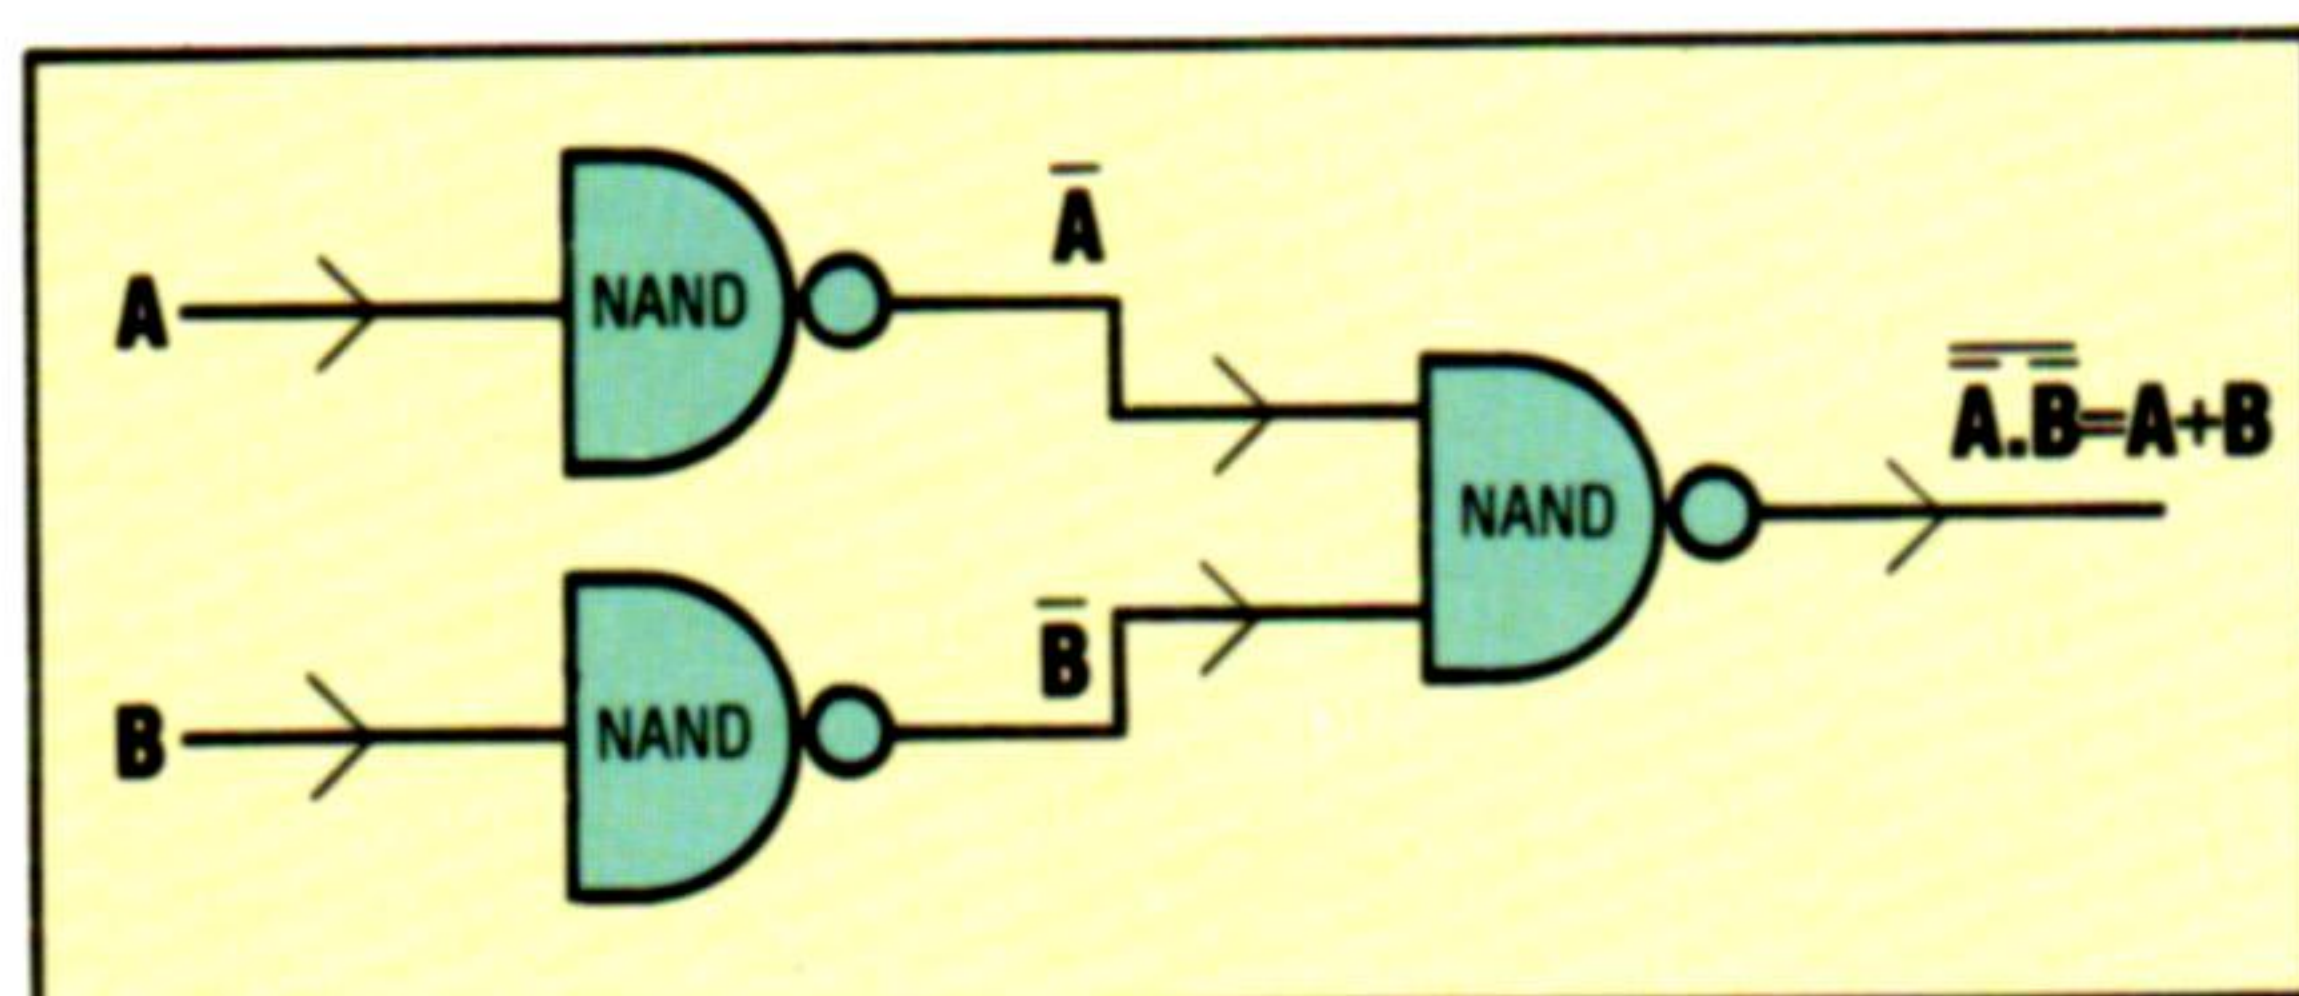 A̅
A
NAND
A̿.B̿=A+B
NAND
B̅
B
NAND